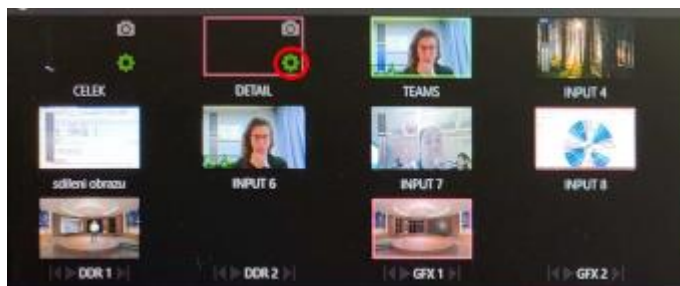 CELEK DETAIL TEAMS INPUT 4
sdílení obrazu INPUT 6 INPUT 7 INPUT 8
DDR 1 DDR 2 GFX 1 GFX 2